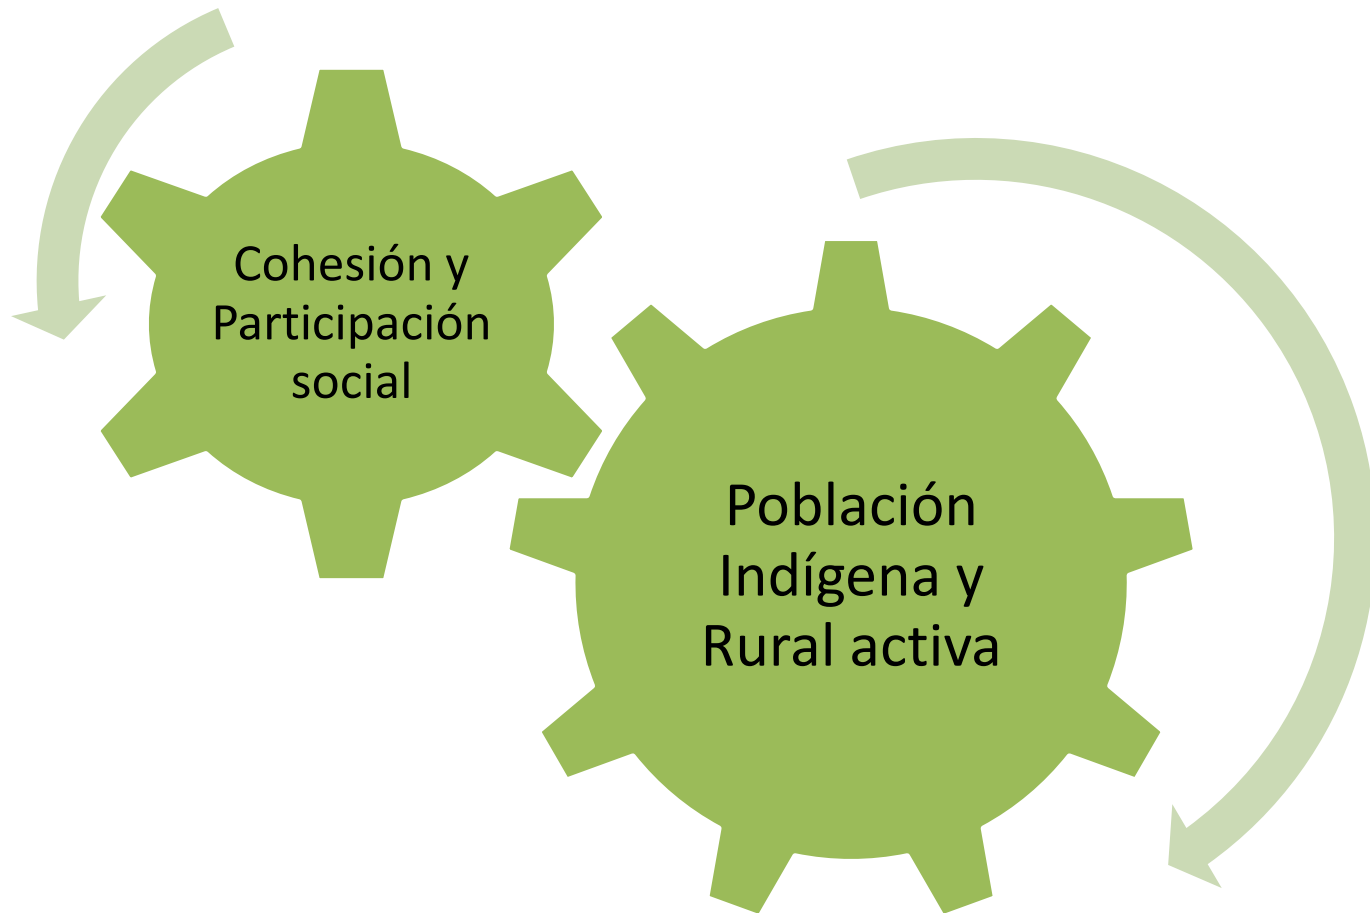 Cohesión y
Participación
social
Población
Indígena y
Rural activa